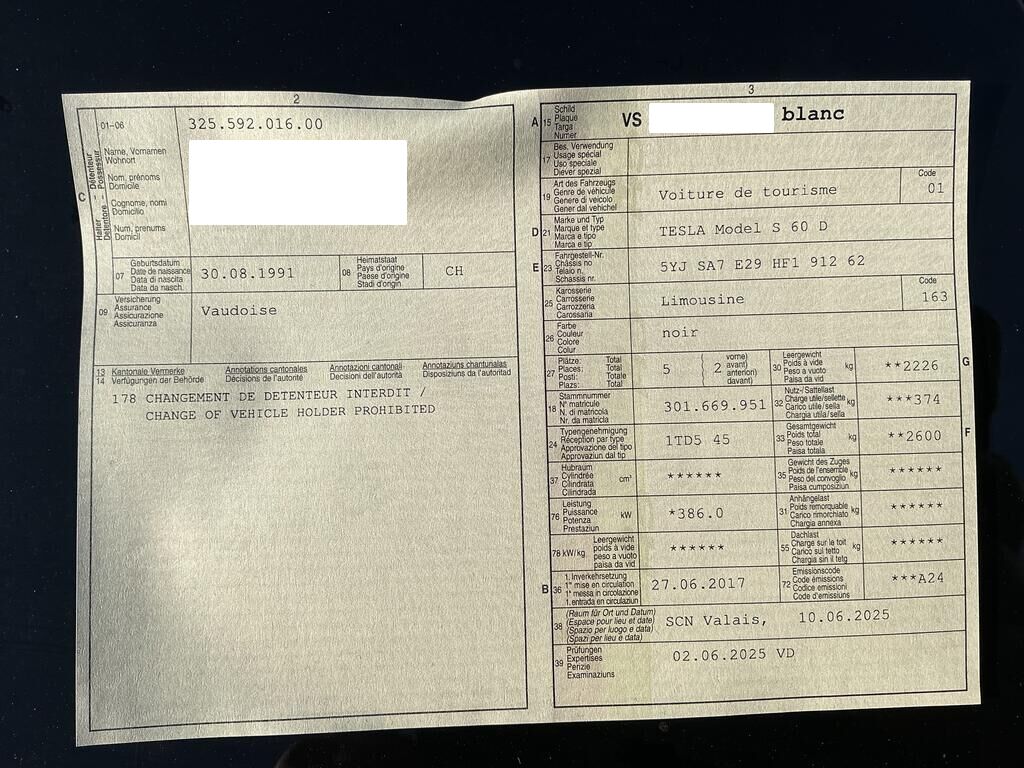 2
01-06
325.592.016.00
C
Halter - Détenteur
Detentore - Possessur
Name, Vornamen
Wohnort
Nom, prénoms
Domicile
Cognome, nomi
Domicilio
Num, prenums
Domicil
07
Geburtsdatum
Date de naissance
Data di nascita
Data da nasch.
30.08.1991
08
Heimatstaat
Pays d'origine
Paese d'origine
Stadi d'origin
CH
09
Versicherung
Assurance
Assicurazione
Assicuranza
Vaudoise
13 Kantonale Vermerke Annotations cantonales Annotazioni cantonali Annotaziuns chantunalas
14 Verfügungen der Behörde Décisions de l'autorité Decisioni dell'autorità Disposiziuns da l'autoritad
178 CHANGEMENT DE DETENTEUR INTERDIT /
CHANGE OF VEHICLE HOLDER PROHIBITED
3
A 15
Schild
Plaque
Targa
Numer
VS blanc
17
Bes. Verwendung
Usage spécial
Uso speciale
Diever spezial
19
Art des Fahrzeugs
Genre de véhicule
Genere di veicolo
Gener dal vehichel
Voiture de tourisme
Code
01
D 21
Marke und Typ
Marque et type
Marca e tipo
Marca e tip
TESLA Model S 60 D
E 23
Fahrgestell-Nr.
Châssis no
Telaio n.
Schassis nr.
5YJ SA7 E29 HF1 912 62
25
Karosserie
Carrosserie
Carrozzeria
Carossaria
Limousine
Code
163
26
Farbe
Couleur
Colore
Colur
noir
27
Plätze: Total
Places: Total
Posti: Totale
Plazs: Total
5
2
vorne)
avant)
anteriori)
davant)
30
Leergewicht
Poids à vide
Peso a vuoto
Paisa da vid
kg
**2226
G
18
Stammnummer
N° matricule
N. di matricola
Nr. da matricla
301.669.951
32
Nutz-/Sattellast
Charge utile/sellette
Carico utile/sella
Chargia utila/sella
kg
***374
24
Typengenehmigung
Réception par type
Approvazione del tipo
Approvaziun dal tip
1TD5 45
33
Gesamtgewicht
Poids total
Peso totale
Paisa totala
kg
**2600
F
37
Hubraum
Cylindrée
Cilindrata
Cilindrada
cm³
******
35
Gewicht des Zuges
Poids de l'ensemble
Peso del convoglio
Paisa cumposiziun
kg
******
76
Leistung
Puissance
Potenza
Prestaziun
kW
*386.0
31
Anhängelast
Poids remorquable
Carico rimorchiato
Chargia annexa
kg
******
78 kW/kg
Leergewicht
poids à vide
peso a vuoto
paisa da vid
******
55
Dachlast
Charge sur le toit
Carico sul tetto
Chargia sin il tetg
kg
******
B 36
1. Inverkehrsetzung
1re mise en circulation
1a messa in circolazione
1. entrada en circulaziun
27.06.2017
72
Emissionscode
Code émissions
Codice emissioni
Code d'emissiuns
***A24
38
(Raum für Ort und Datum)
(Espace pour lieu et date)
(Spazio per luogo e data)
(Spazi per lieu e data)
SCN Valais, 10.06.2025
39
Prüfungen
Expertises
Perizie
Examinaziuns
02.06.2025 VD